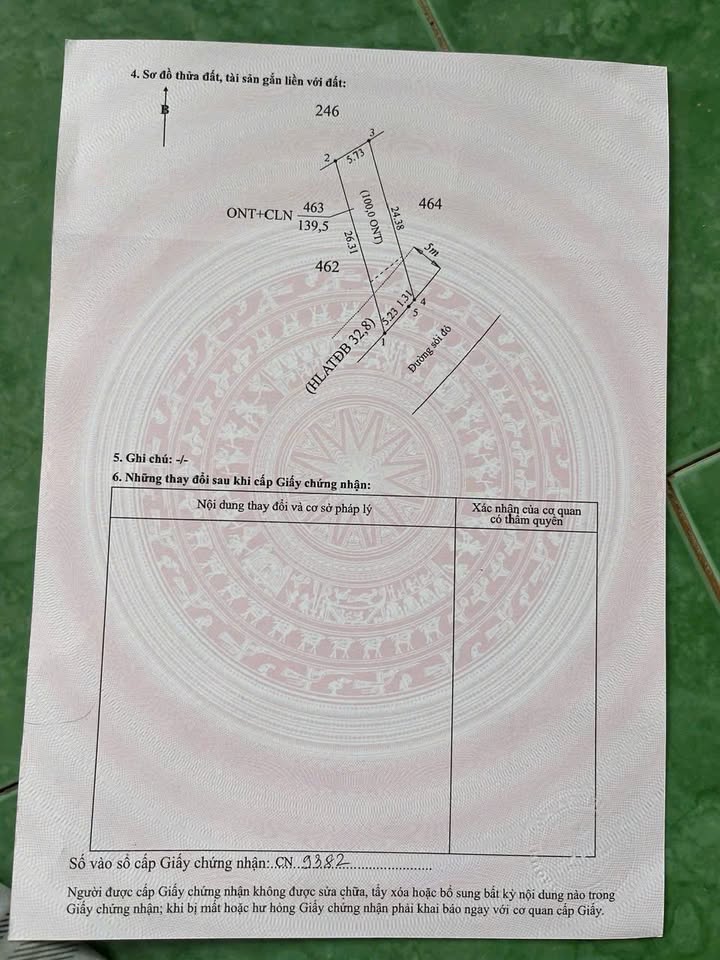 4. Sơ đồ thửa đất, tài sản gắn liền với đất:
B
246
2
3
5.73
ONT+CLN 463
139,5
(100,0 ONT)
464
26.31
24.38
462
5m
(HLATĐB 32,8)
5.23
1.31
4
5
1
Đường sỏi đỏ
5. Ghi chú: -/-
6. Những thay đổi sau khi cấp Giấy chứng nhận:
Nội dung thay đổi và cơ sở pháp lý
Xác nhận của cơ quan
có thẩm quyền
Số vào sổ cấp Giấy chứng nhận: CN 9382
Người được cấp Giấy chứng nhận không được sửa chữa, tẩy xóa hoặc bổ sung bất kỳ nội dung nào trong
Giấy chứng nhận; khi bị mất hoặc hư hỏng Giấy chứng nhận phải khai báo ngay với cơ quan cấp Giấy.